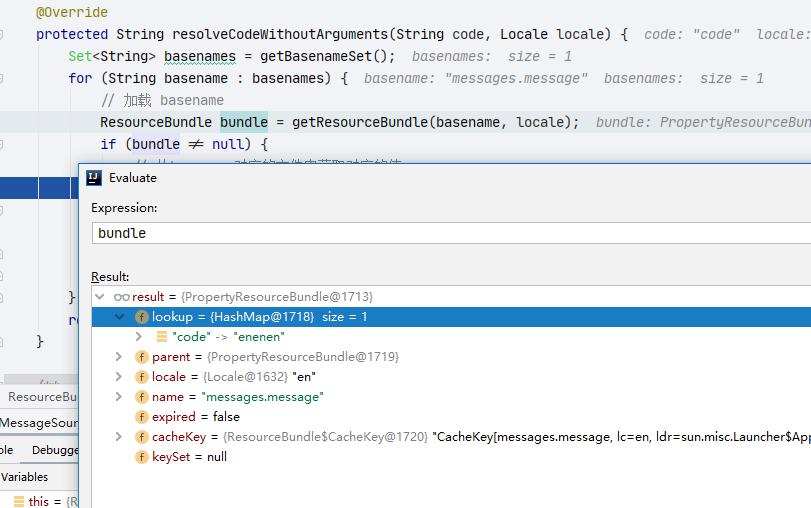 @Override
protected String resolveCodeWithoutArguments(String code, Locale locale) { code: "code" locale:
Set<String> basenames = getBasenameSet(); basenames: size = 1
for (String basename : basenames) { basename: "messages.message" basenames: size = 1
// 加载 basename
ResourceBundle bundle = getResourceBundle(basename, locale); bundle: PropertyResourceBun
if (bundle != null) {
Evaluate
Expression:
bundle
Result:
result = {PropertyResourceBundle@1713}
f lookup = {HashMap@1718} size = 1
"code" -> "enenen"
f parent = {PropertyResourceBundle@1719}
f locale = {Locale@1632} "en"
f name = "messages.message"
f expired = false
f cacheKey = {ResourceBundle$CacheKey@1720} "CacheKey[messages.message, lc=en, ldr=sun.misc.Launcher$App
f keySet = null
}
re
}
ResourceBu
MessageSour
ble Debugge
Variables
this = {R